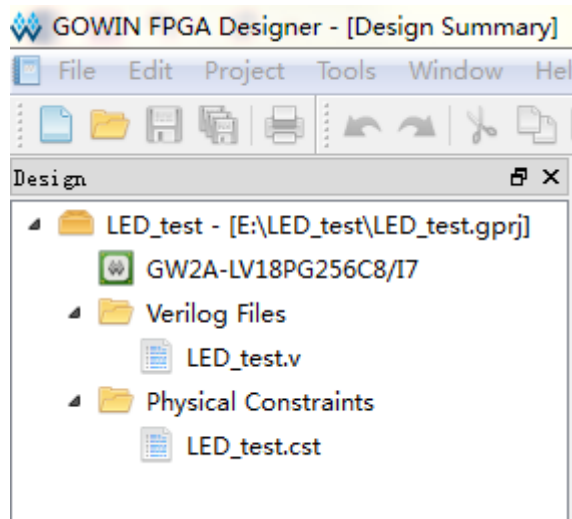 GOWIN FPGA Designer - [Design Summary]
File Edit Project Tools Window Hel
Design
LED_test - [E:\LED_test\LED_test.gprj]
GW2A-LV18PG256C8/I7
Verilog Files
LED_test.v
Physical Constraints
LED_test.cst